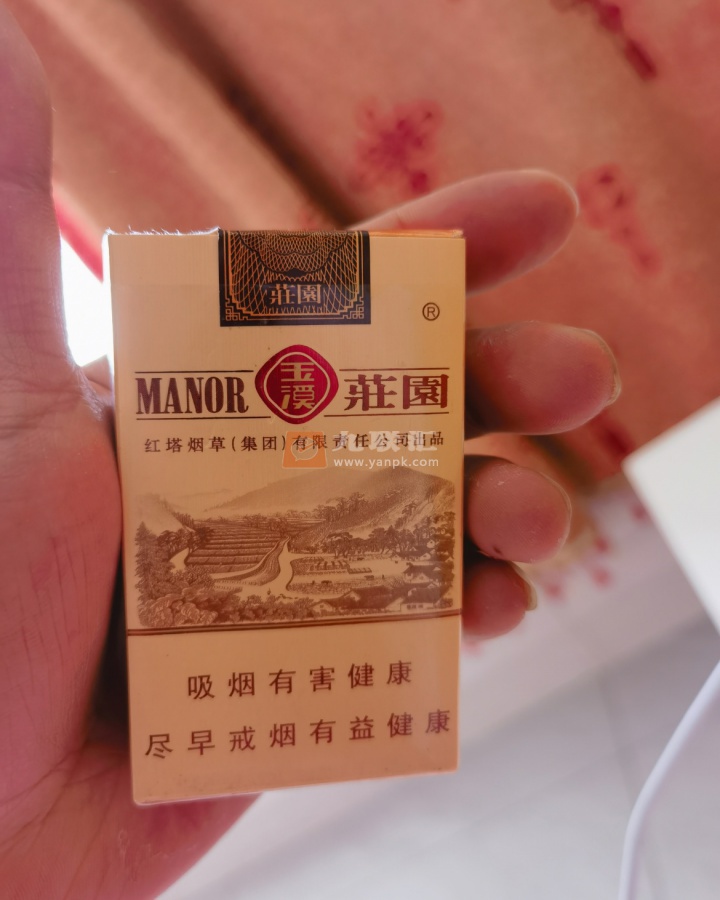 莊園
®
MANOR 玉溪 莊園
红塔烟草(集团)有限责任公司出品
www.yanpk.com
吸烟有害健康
尽早戒烟有益健康